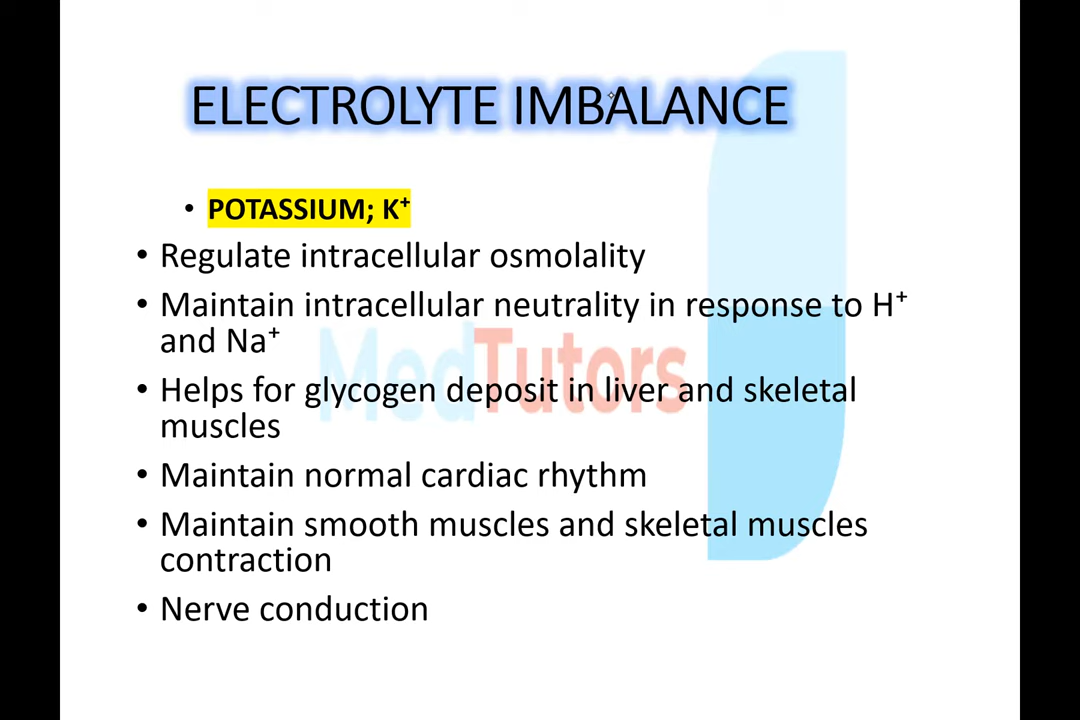 ELECTROLYTE IMBALANCE
• POTASSIUM; K⁺
• Regulate intracellular osmolality
• Maintain intracellular neutrality in response to H⁺
and Na⁺
MedTutors
• Helps for glycogen deposit in liver and skeletal
muscles
• Maintain normal cardiac rhythm
• Maintain smooth muscles and skeletal muscles
contraction
• Nerve conduction